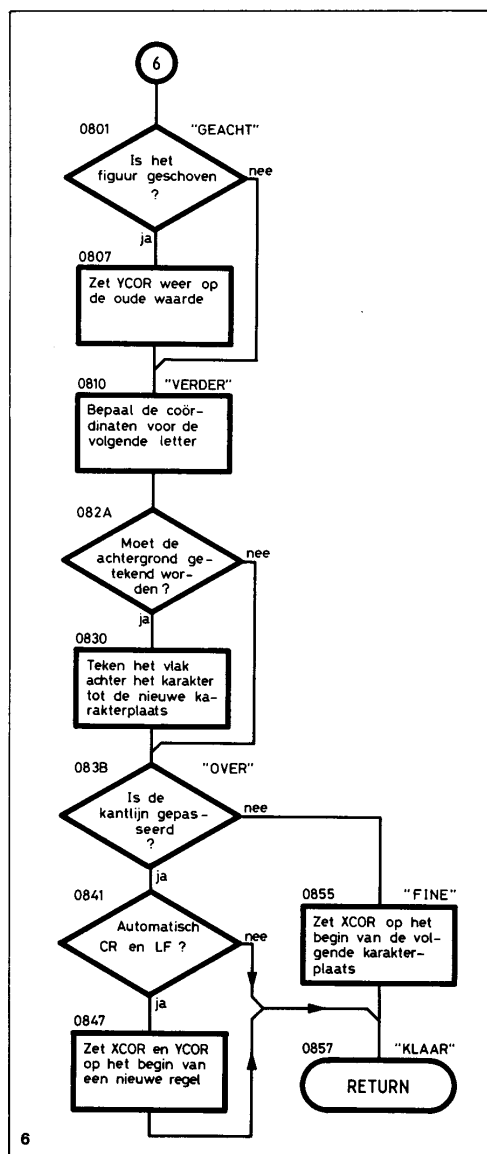 6
0801 "GEACHT"
Is het
figuur geschoven
?
nee
ja
0807
Zet YCOR weer op
de oude waarde
0810 "VERDER"
Bepaal de coör-
dinaten voor de
volgende letter
082A
Moet de
achtergrond ge-
tekend wor-
den?
nee
ja
0830
Teken het vlak
achter het karakter
tot de nieuwe ka-
rakterplaats
083B "OVER"
Is de
kantlijn gepas-
seerd
?
nee
ja
0841
Automatisch
CR en LF ?
nee
ja
0855 "FINE"
Zet XCOR op het
begin van de vol-
gende karakter-
plaats
0847
Zet XCOR en YCOR
op het begin van
een nieuwe regel
0857 "KLAAR"
RETURN
6